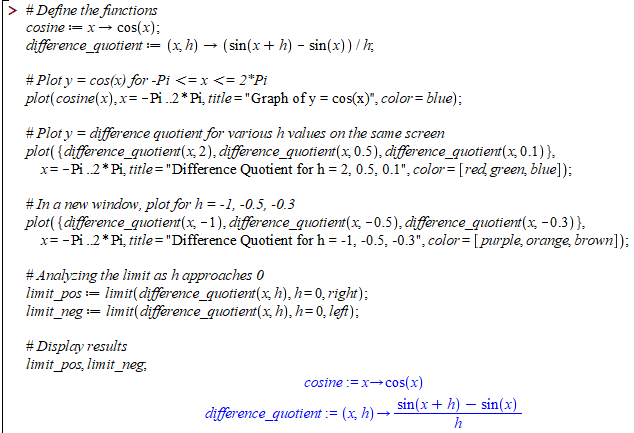 > # Define the functions
cosine := x → cos(x);
difference_quotient := (x, h) → (sin(x + h) − sin(x)) / h;
# Plot y = cos(x) for -Pi <= x <= 2*Pi
plot(cosine(x), x = −Pi ..2 * Pi, title = "Graph of y = cos(x)", color = blue);
# Plot y = difference quotient for various h values on the same screen
plot({difference_quotient(x, 2), difference_quotient(x, 0.5), difference_quotient(x, 0.1)},
x = −Pi ..2 * Pi, title = "Difference Quotient for h = 2, 0.5, 0.1", color = [red, green, blue]);
# In a new window, plot for h = -1, -0.5, -0.3
plot({difference_quotient(x, −1), difference_quotient(x, −0.5), difference_quotient(x, −0.3)},
x = −Pi ..2 * Pi, title = "Difference Quotient for h = -1, -0.5, -0.3", color = [purple, orange, brown]);
# Analyzing the limit as h approaches 0
limit_pos := limit(difference_quotient(x, h), h = 0, right);
limit_neg := limit(difference_quotient(x, h), h = 0, left);
# Display results
limit_pos, limit_neg;
cosine := x→cos(x)
difference_quotient := (x, h) → (sin(x + h) − sin(x)) / h